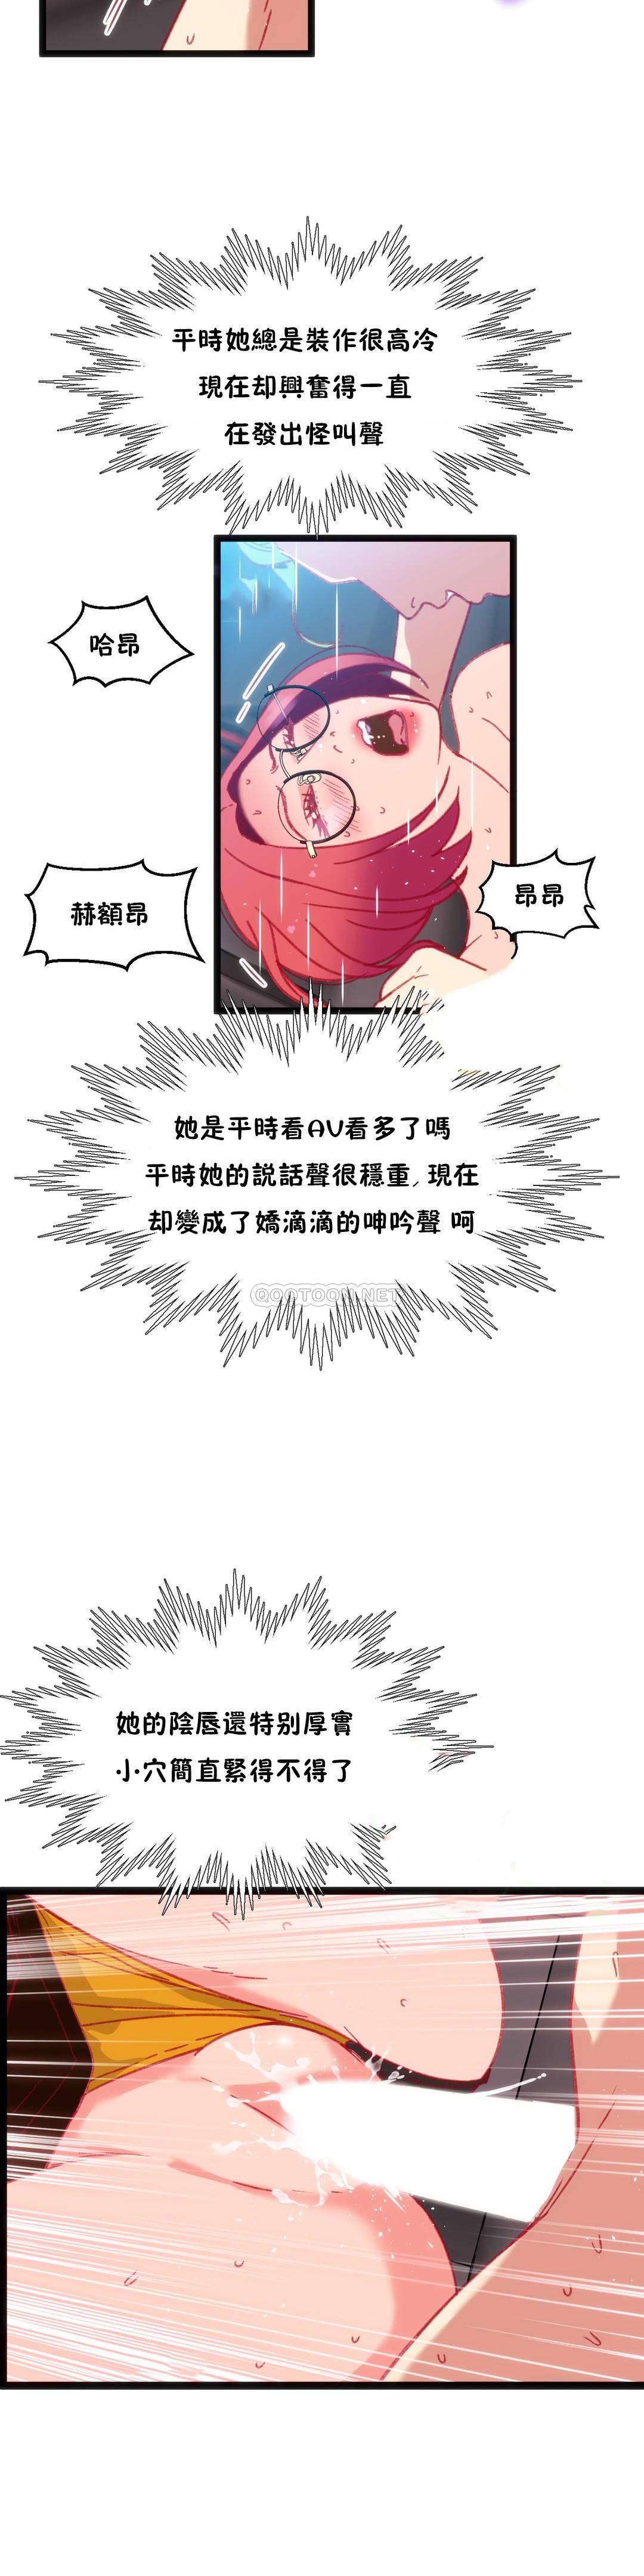 平時她總是裝作很高冷
現在却興奮得一直
在發出怪叫聲
哈昂
赫額昂
昂昂
她是平時看AV看多了嗎
平時她的説話聲很穩重, 現在
却變成了嬌滴滴的呻吟聲 呵
QOOTOON.NET
她的陰唇還特别厚實
小穴簡直緊得不得了